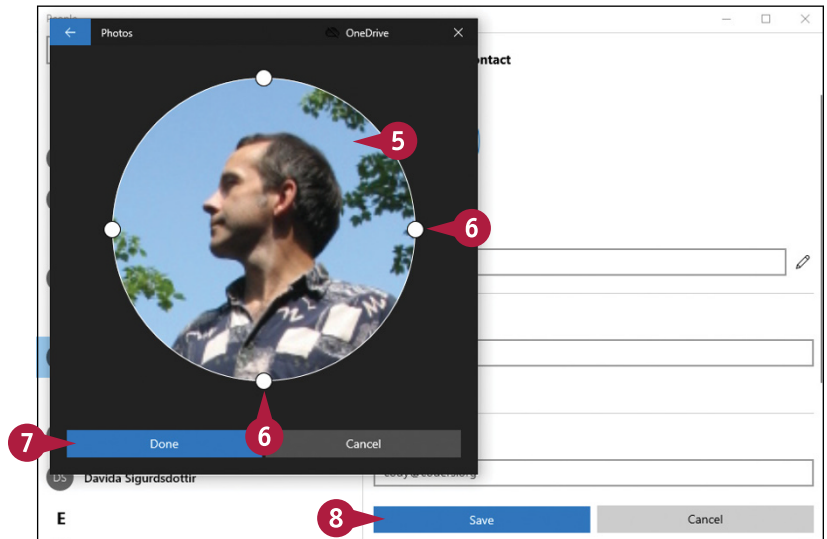 People
Photos
OneDrive
ontact
5
6
6
7
Done
Cancel
DS
Davida Sigurdsdottir
E
8
Save
Cancel